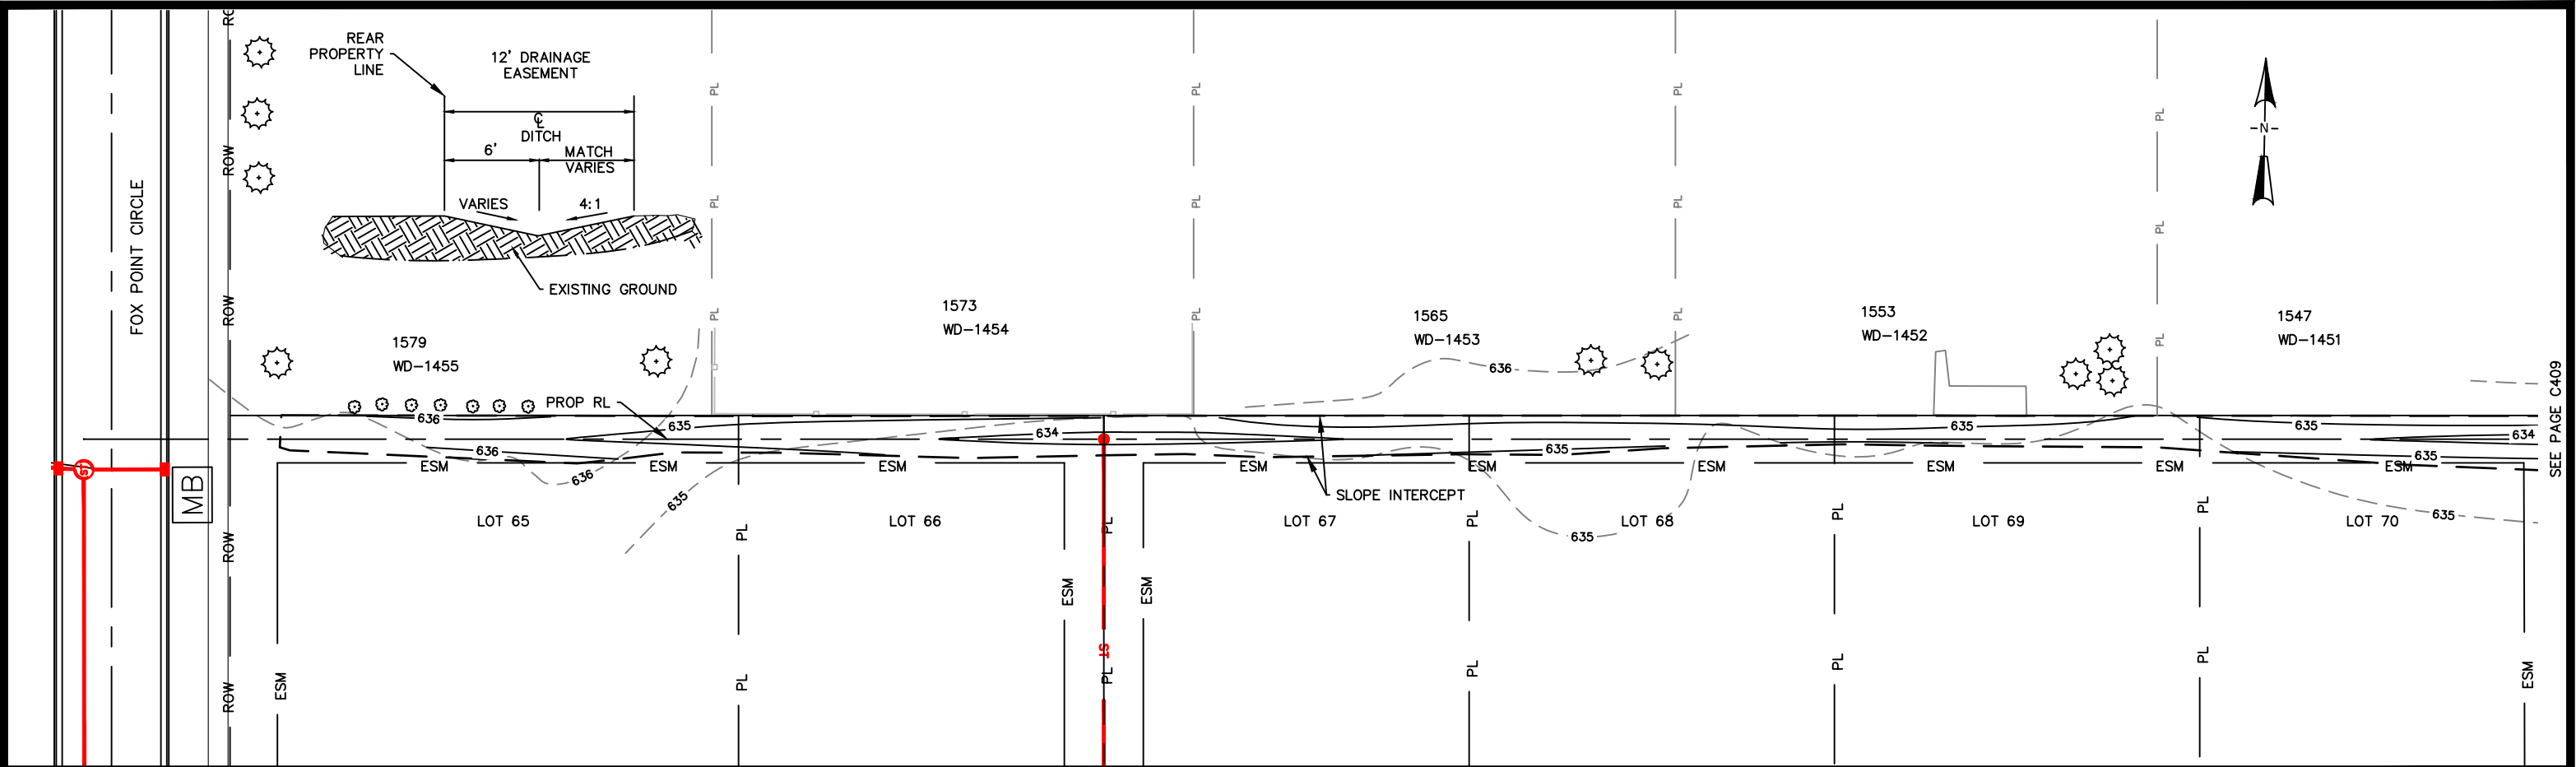 REAR
PROPERTY
LINE
12' DRAINAGE
EASEMENT
℄
DITCH
6'
MATCH
VARIES
VARIES
4:1
EXISTING GROUND
FOX POINT CIRCLE
ROW
ROW
ROW
ROW
ROW
PL
PL
PL
PL
PL
PL
PL
PL
PL
PL
PL
PL
-N-
1579
WD-1455
1573
WD-1454
1565
WD-1453
1553
WD-1452
1547
WD-1451
SEE PAGE C409
PROP RL
636
635
634
636
635
635
634
636
636
635
635
635
635
635
ESM
ESM
ESM
ESM
ESM
ESM
ESM
ESM
ESM
SLOPE INTERCEPT
MB
ST
LOT 65
LOT 66
LOT 67
LOT 68
LOT 69
LOT 70
PL
PL
PL
PL
PL
PL
PL
PL
PL
PL
ESM
ESM
ESM
ESM
ST